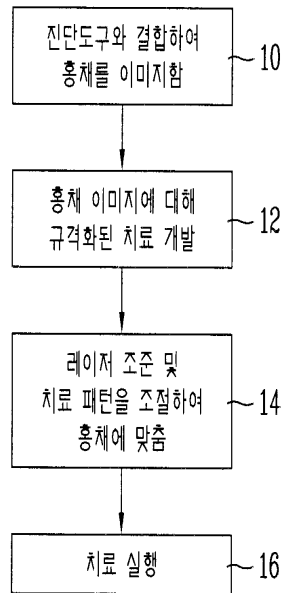 진단도구와 결합하여
홍채를 이미지함
10
홍채 이미지에 대해
규격화된 치료 개발
12
레이저 조준 및
치료 패턴을 조절하여
홍채에 맞춤
14
치료 실행
16